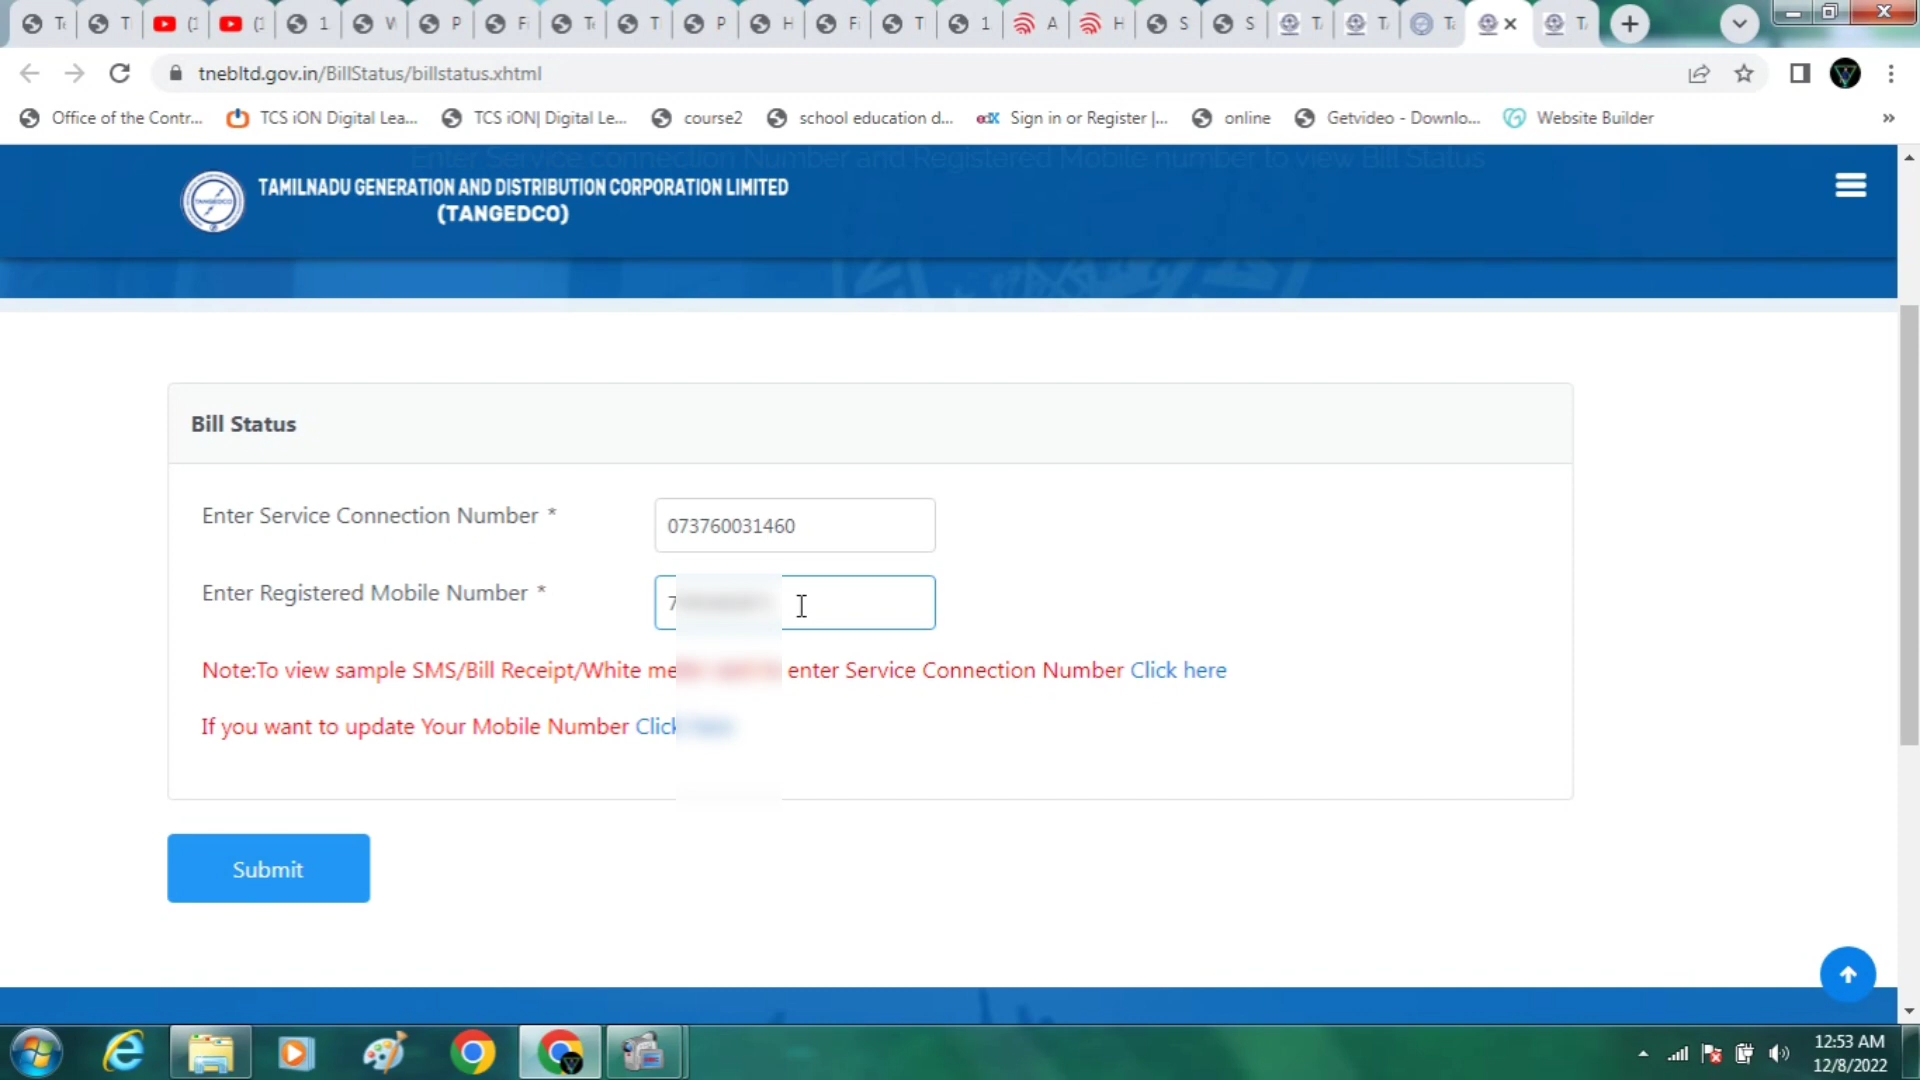 tnebltd.gov.in/BillStatus/billstatus.xhtml
Office of the Contr... TCS iON Digital Lea... TCS iON| Digital Le... course2 school education d... edX Sign in or Register |... online Getvideo - Downlo... Website Builder »
Enter Service connection Number and Registered Mobile number to view Bill Status
TAMILNADU GENERATION AND DISTRIBUTION CORPORATION LIMITED
(TANGEDCO)
Bill Status
Enter Service Connection Number * 073760031460
Enter Registered Mobile Number * 7
Note:To view sample SMS/Bill Receipt/White enter Service Connection Number Click here
If you want to update Your Mobile Number Click
Submit
12:53 AM
12/8/2022